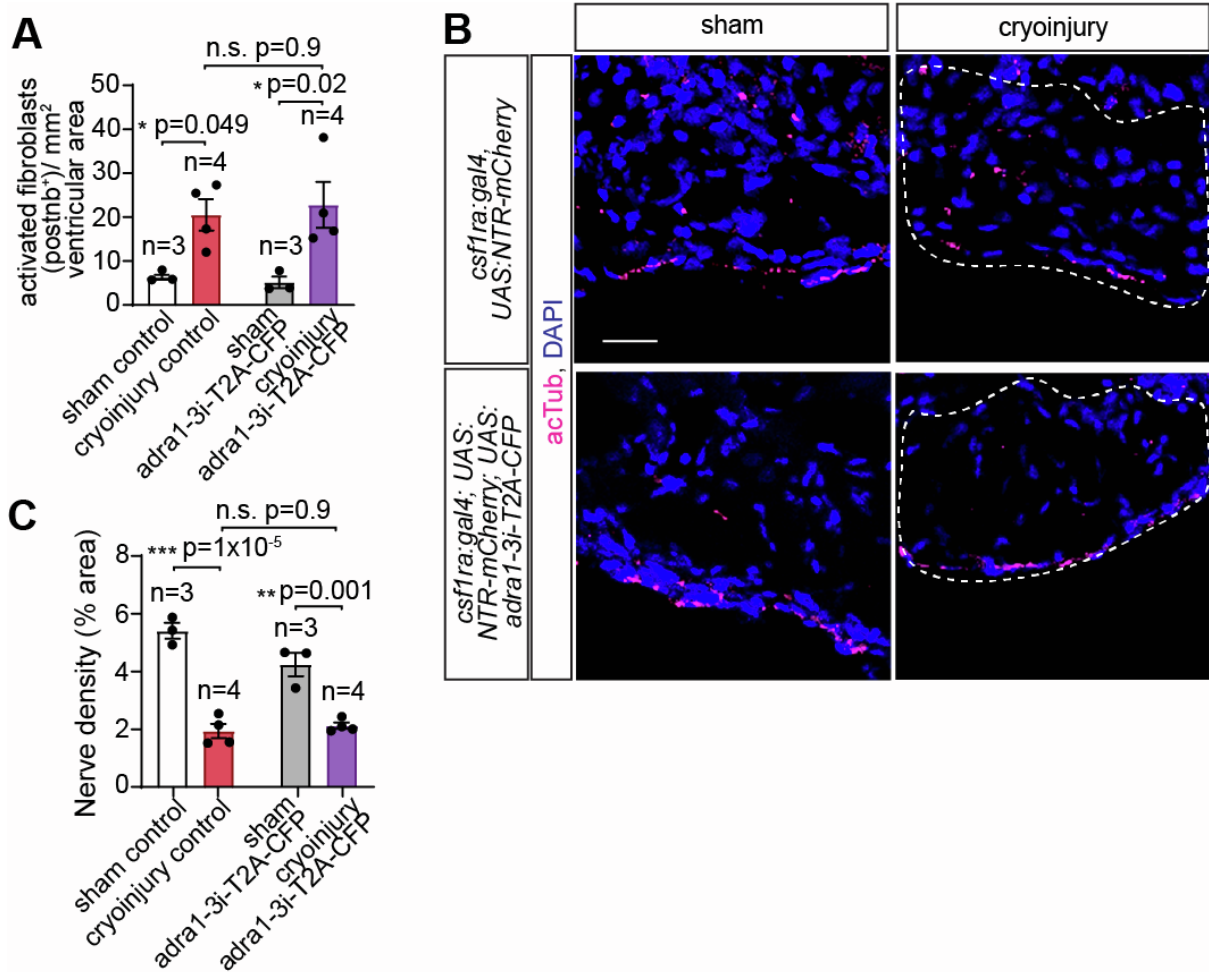 A
n.s. p=0.9
* p=0.02
* p=0.049
n=4
n=4
n=3
n=3
activated fibroblasts
(postnb⁺)/ mm²
ventricular area
50
40
30
20
10
0
sham control
cryoinjury control
sham
adra1-3i-T2A-CFP
cryoinjury
adra1-3i-T2A-CFP
B
sham
cryoinjury
csf1ra:gal4,
UAS:NTR-mCherry
csf1ra:gal4; UAS:
NTR-mCherry; UAS:
adra1-3i-T2A-CFP
acTub, DAPI
C
n.s. p=0.9
*** p=1x10⁻⁵
** p=0.001
n=3
n=3
n=4
n=4
Nerve density (% area)
8
6
4
2
0
sham control
cryoinjury control
sham
adra1-3i-T2A-CFP
cryoinjury
adra1-3i-T2A-CFP